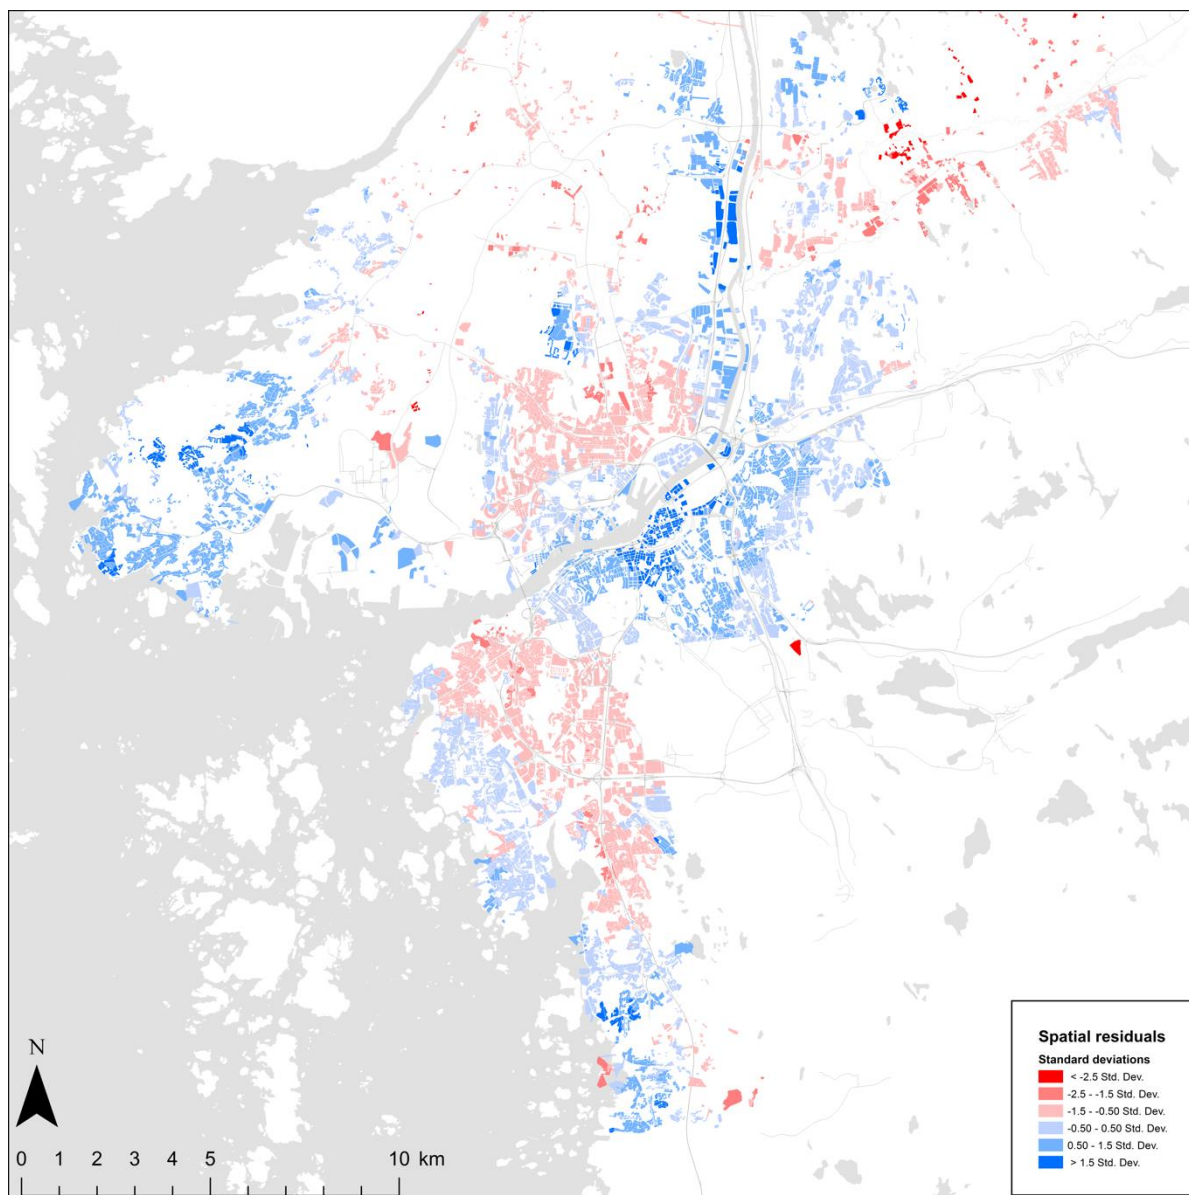 N
0 1 2 3 4 5 10 km
Spatial residuals
Standard deviations
< -2.5 Std. Dev.
-2.5 - -1.5 Std. Dev.
-1.5 - -0.50 Std. Dev.
-0.50 - 0.50 Std. Dev.
0.50 - 1.5 Std. Dev.
> 1.5 Std. Dev.